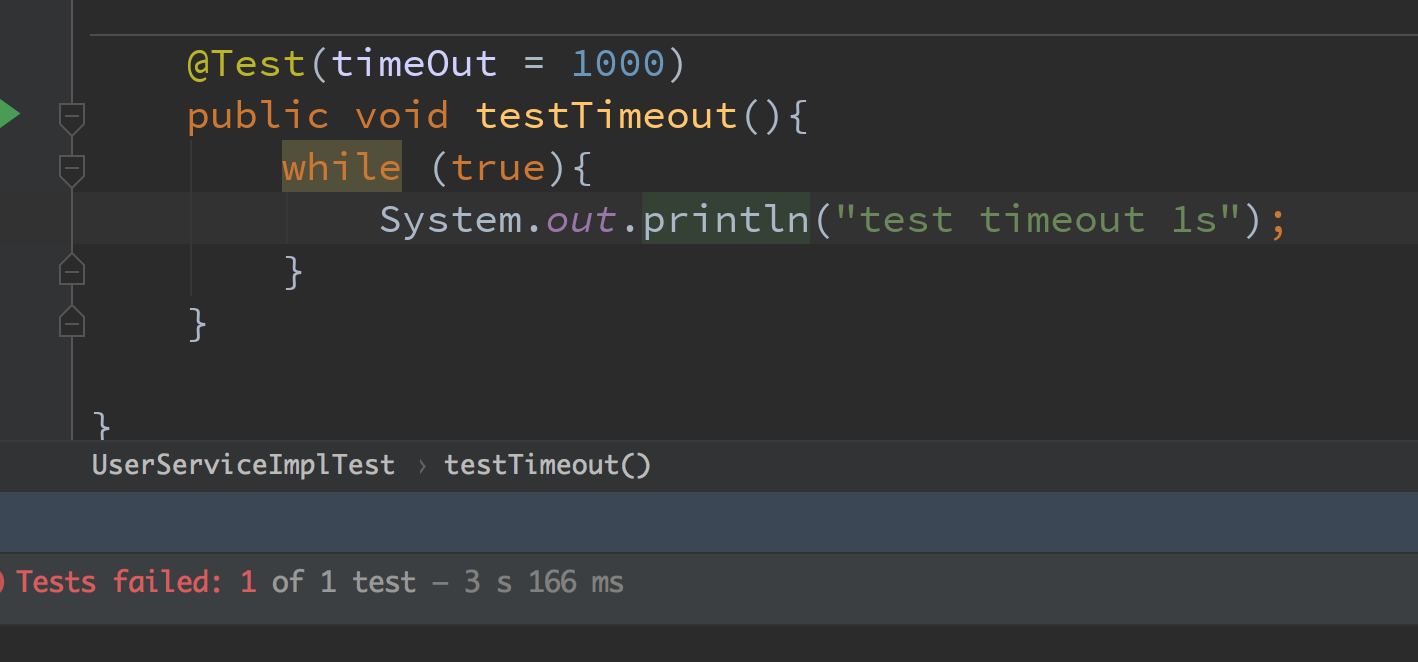 @Test(timeOut = 1000)
public void testTimeout(){
while (true){
System.out.println("test timeout 1s");
}
}
}
UserServiceImplTest › testTimeout()
Tests failed: 1 of 1 test – 3 s 166 ms